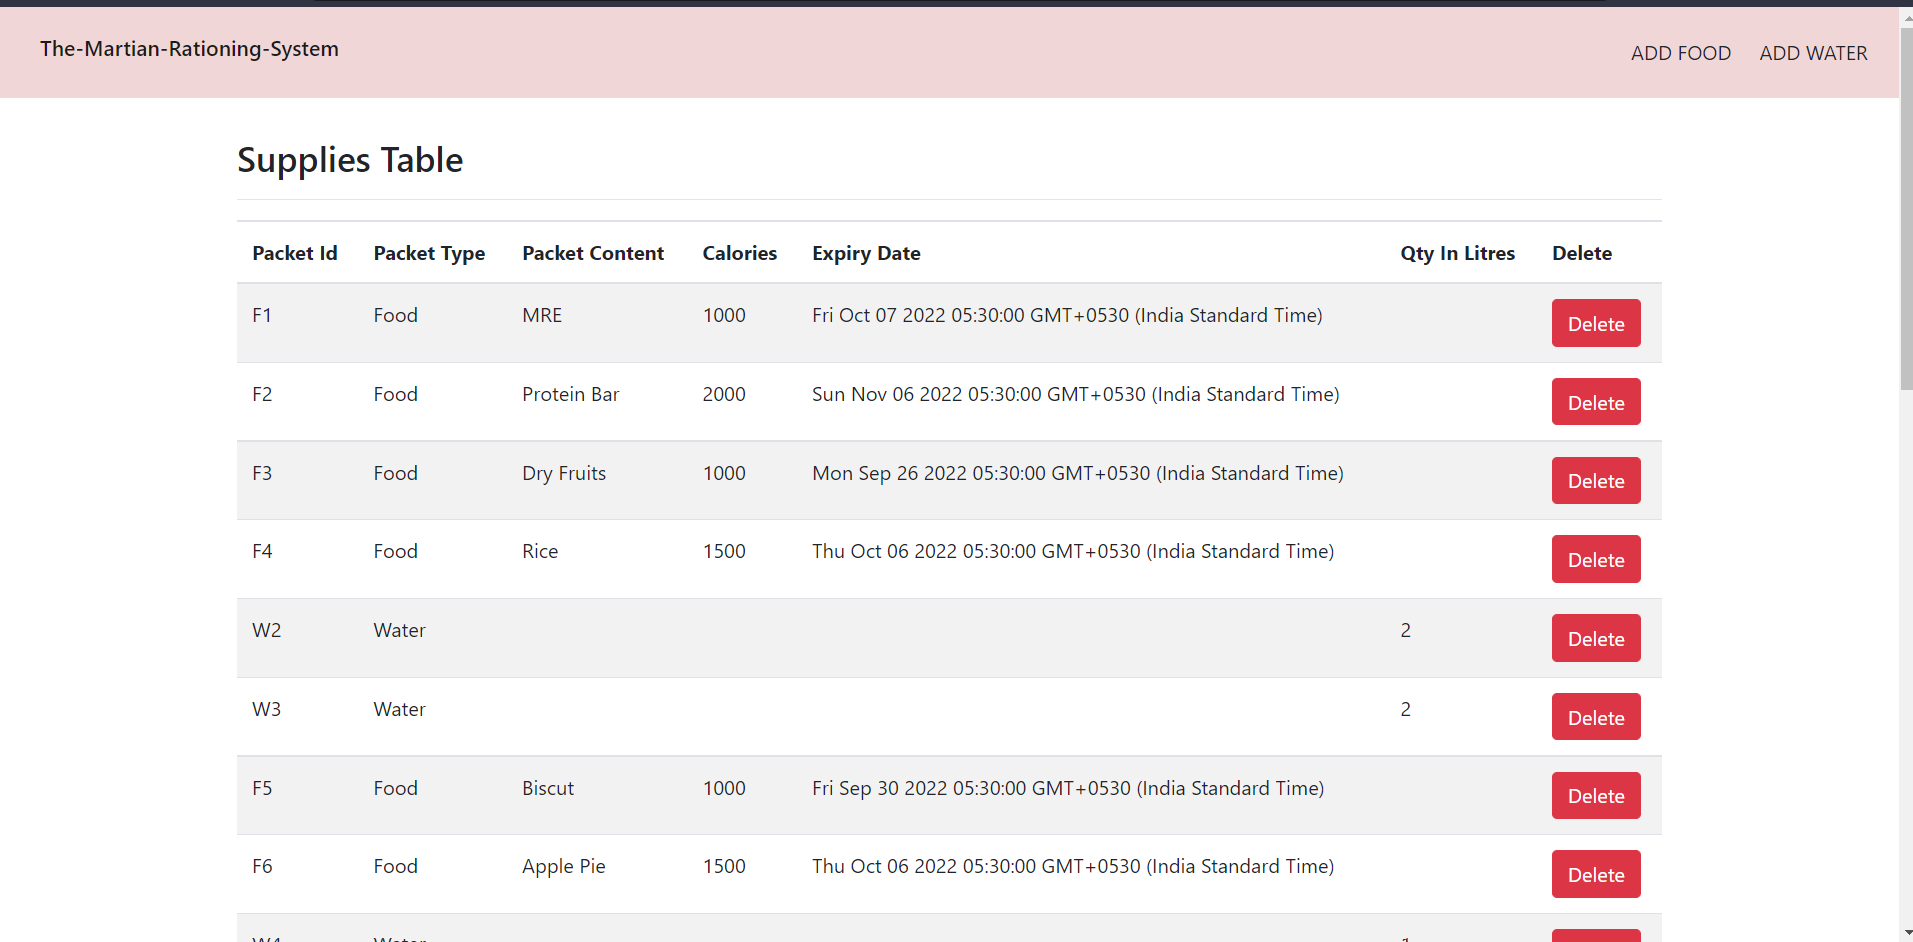 The-Martian-Rationing-System
ADD FOOD ADD WATER
Supplies Table
Packet Id Packet Type Packet Content Calories Expiry Date Qty In Litres Delete
F1 Food MRE 1000 Fri Oct 07 2022 05:30:00 GMT+0530 (India Standard Time) Delete
F2 Food Protein Bar 2000 Sun Nov 06 2022 05:30:00 GMT+0530 (India Standard Time) Delete
F3 Food Dry Fruits 1000 Mon Sep 26 2022 05:30:00 GMT+0530 (India Standard Time) Delete
F4 Food Rice 1500 Thu Oct 06 2022 05:30:00 GMT+0530 (India Standard Time) Delete
W2 Water 2 Delete
W3 Water 2 Delete
F5 Food Biscut 1000 Fri Sep 30 2022 05:30:00 GMT+0530 (India Standard Time) Delete
F6 Food Apple Pie 1500 Thu Oct 06 2022 05:30:00 GMT+0530 (India Standard Time) Delete